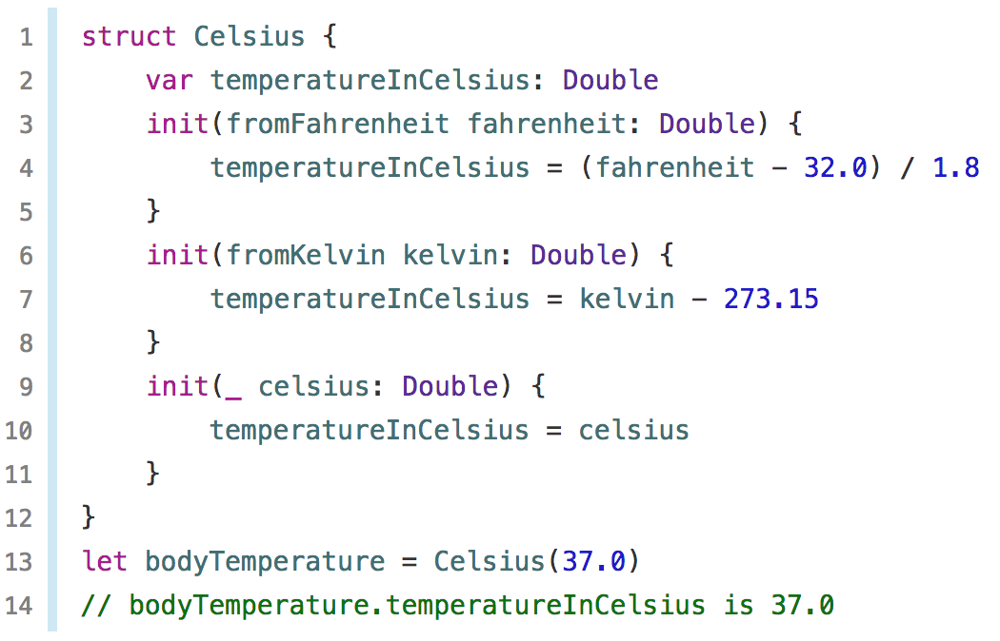 1 struct Celsius {
2     var temperatureInCelsius: Double
3     init(fromFahrenheit fahrenheit: Double) {
4         temperatureInCelsius = (fahrenheit - 32.0) / 1.8
5     }
6     init(fromKelvin kelvin: Double) {
7         temperatureInCelsius = kelvin - 273.15
8     }
9     init(_ celsius: Double) {
10         temperatureInCelsius = celsius
11     }
12 }
13 let bodyTemperature = Celsius(37.0)
14 // bodyTemperature.temperatureInCelsius is 37.0